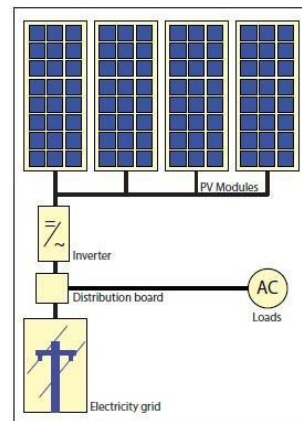 PV Modules
Inverter
Distribution board
AC
Loads
Electricity grid